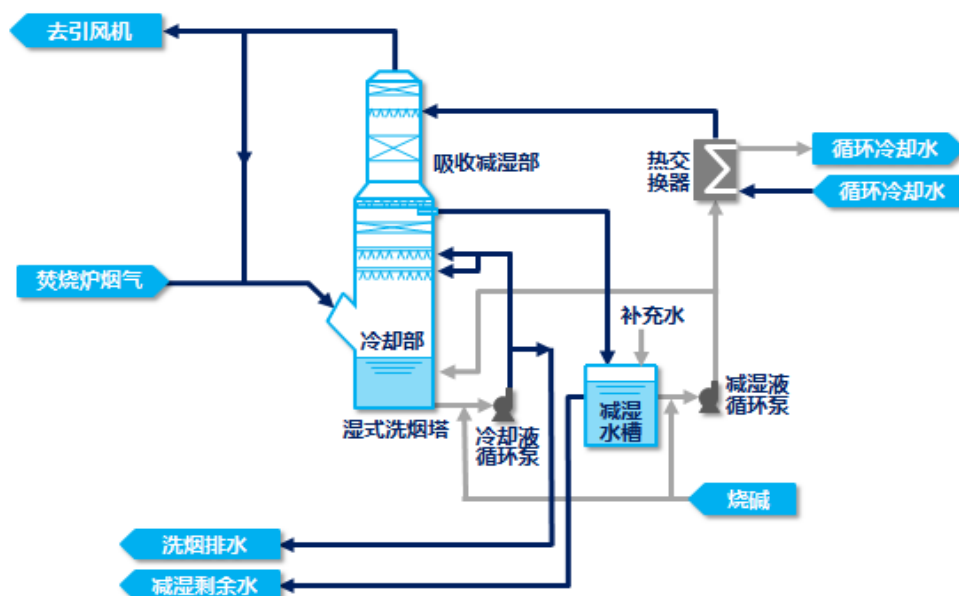 去引风机
吸收减湿部
热交
换器
循环冷却水
循环冷却水
焚烧炉烟气
冷却部
补充水
减湿
水槽
减湿液
循环泵
湿式洗烟塔
冷却液
循环泵
烧碱
洗烟排水
减湿剩余水